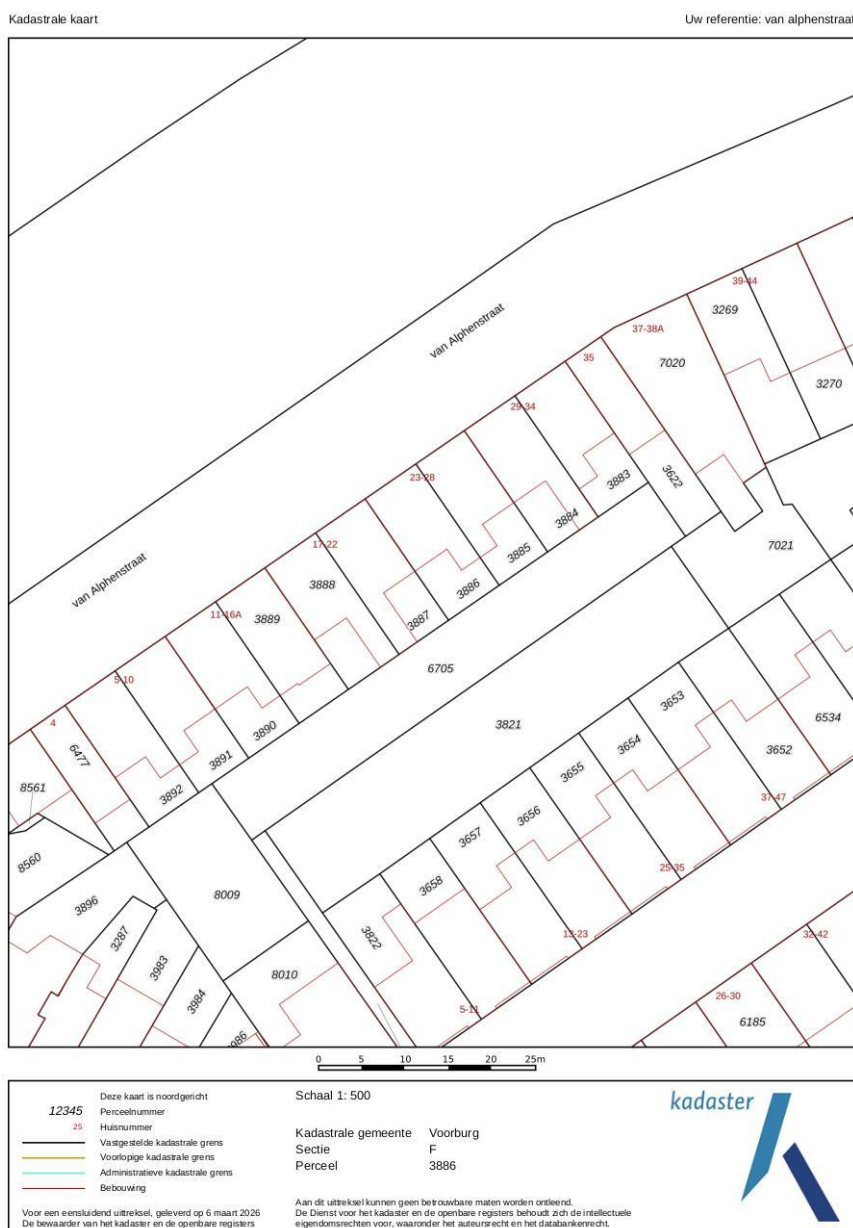 Kadastrale kaart
Uw referentie: van alphenstraat
39-44
3269
37-38A
7020
35
3270
van Alphenstraat
29-34
3622
3883
23-28
3884
7021
17-22
3885
van Alphenstraat
3888
3886
11-16A
3889
3887
6705
5-10
3890
3653
4
6477
3891
3821
3654
6534
8561
3892
3655
3652
3656
37-47
3657
8560
3658
25-35
3896
8009
3287
3822
13-23
32-42
3983
8010
3984
5-11
26-30
6185
986
0 5 10 15 20 25m
Deze kaart is noordgericht
12345 Perceelnummer
25 Huisnummer
Vastgestelde kadastrale grens
Voorlopige kadastrale grens
Administratieve kadastrale grens
Bebouwing
Voor een eensluidend uittreksel, geleverd op 6 maart 2026
De bewaarder van het kadaster en de openbare registers
Schaal 1: 500
Kadastrale gemeente Voorburg
Sectie F
Perceel 3886
Aan dit uittreksel kunnen geen betrouwbare maten worden ontleend.
De Dienst voor het kadaster en de openbare registers behoudt zich de intellectuele
eigendomsrechten voor, waaronder het auteursrecht en het databankenrecht.
kadaster